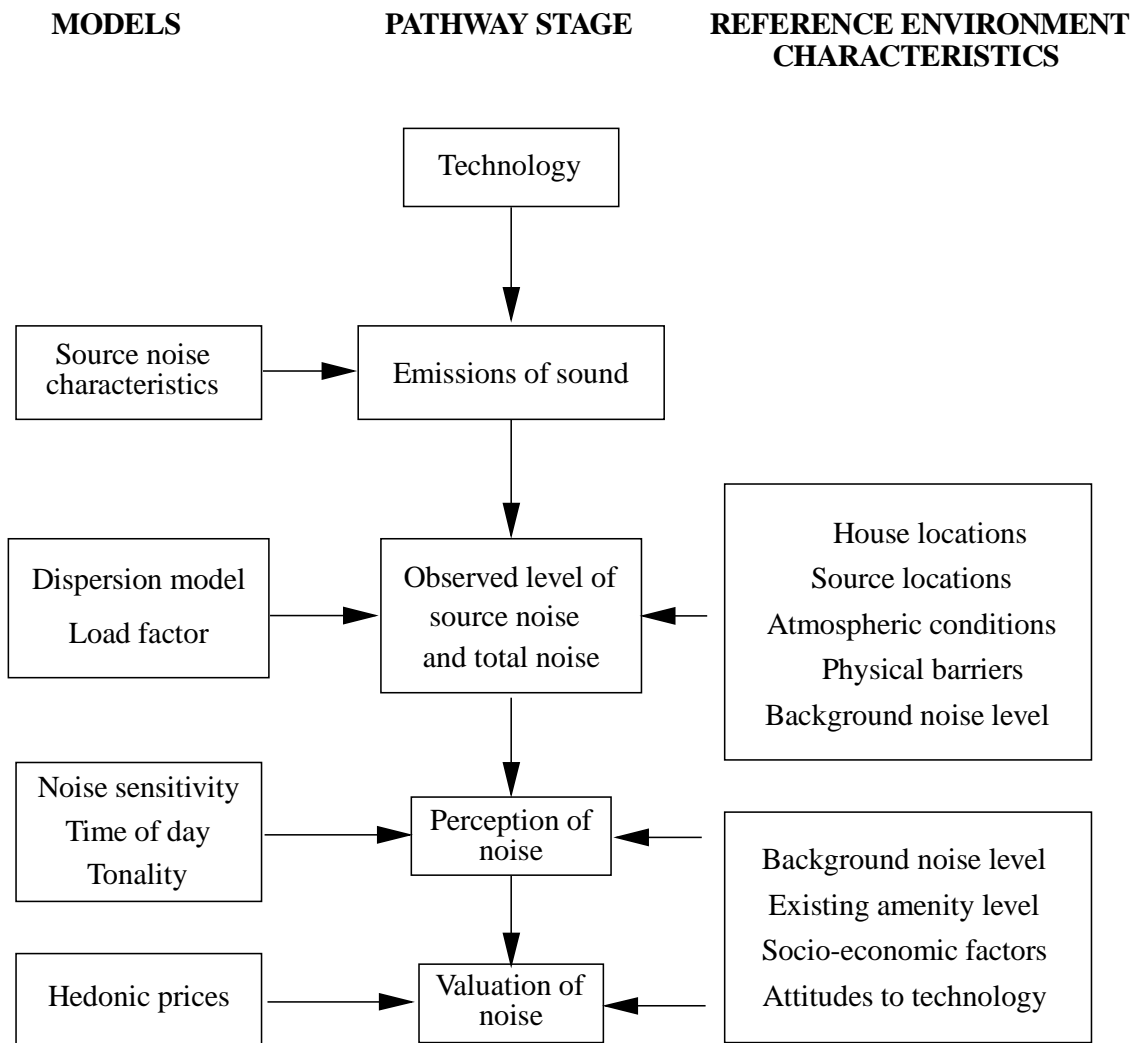 MODELS
PATHWAY STAGE
REFERENCE ENVIRONMENT
CHARACTERISTICS
Technology
Source noise
characteristics
Emissions of sound
Dispersion model
Load factor
Observed level of
source noise
and total noise
House locations
Source locations
Atmospheric conditions
Physical barriers
Background noise level
Noise sensitivity
Time of day
Tonality
Perception of
noise
Background noise level
Existing amenity level
Socio-economic factors
Attitudes to technology
Hedonic prices
Valuation of
noise